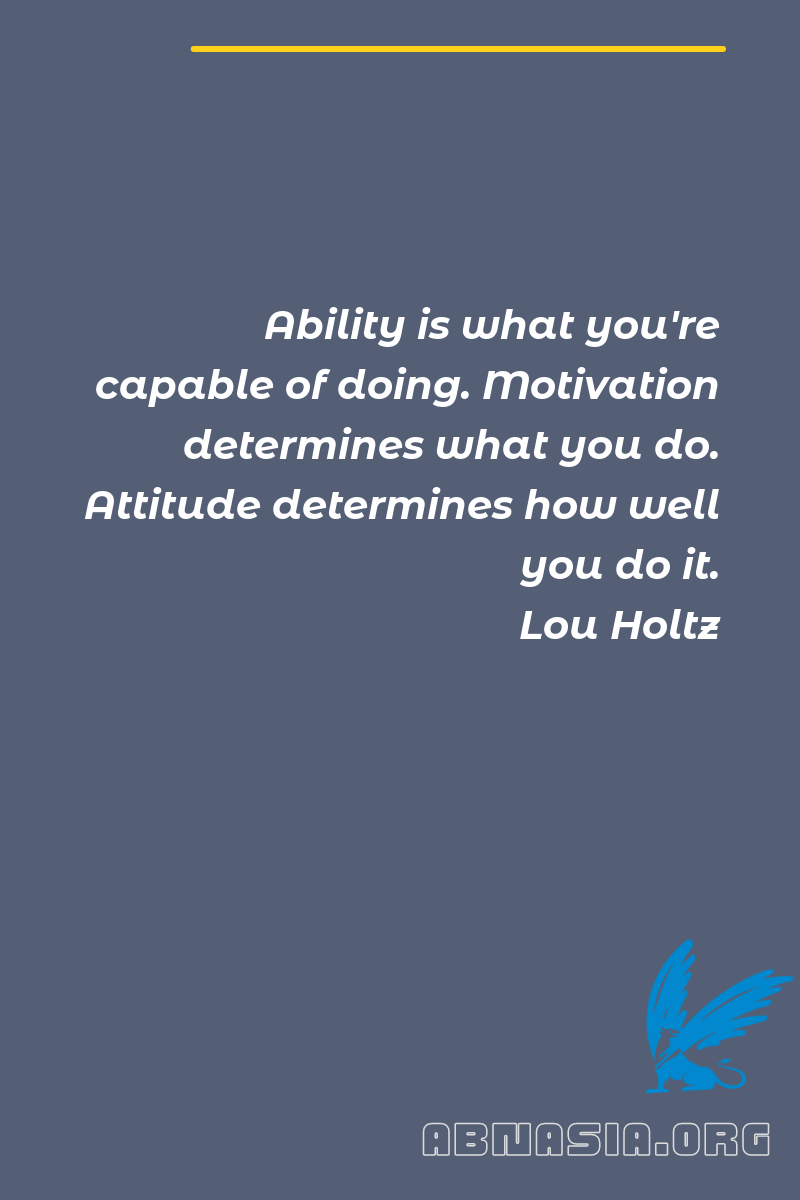 Ability is what you're
capable of doing. Motivation
determines what you do.
Attitude determines how well
you do it.
Lou Holtz
ABNASIA.ORG